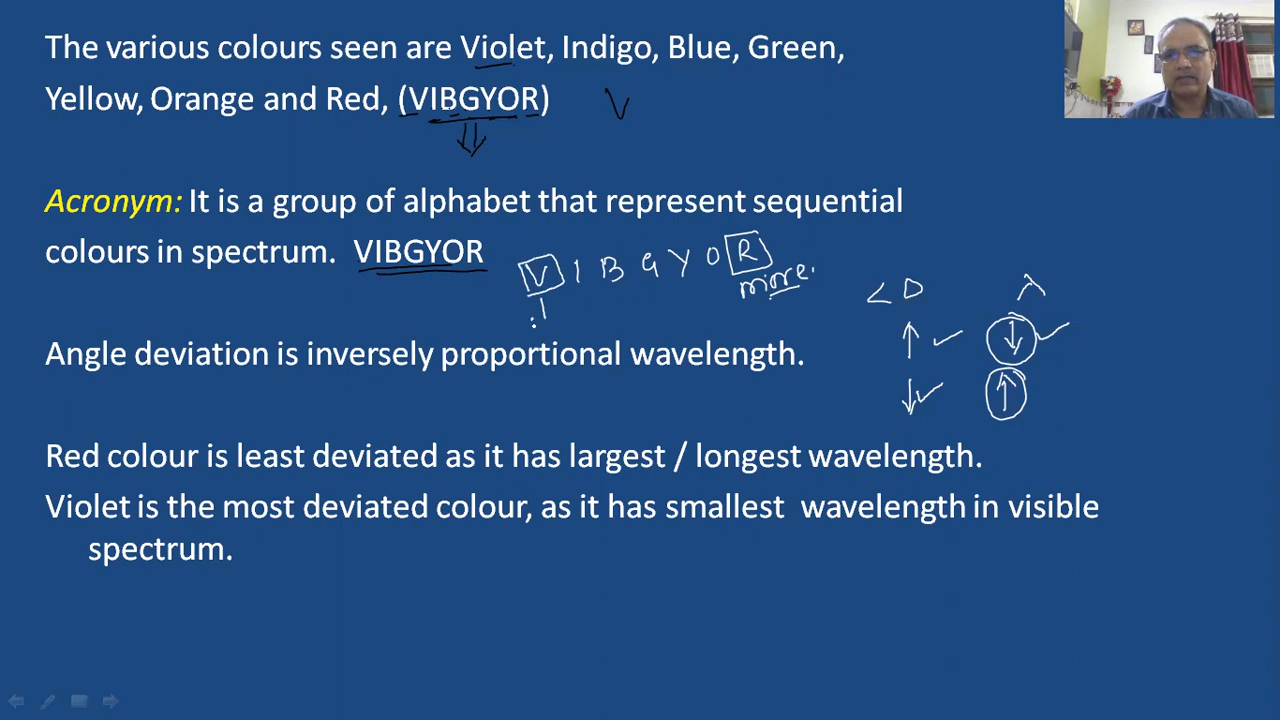 The various colours seen are Violet, Indigo, Blue, Green,
Yellow, Orange and Red, (VIBGYOR) V
Acronym: It is a group of alphabet that represent sequential
colours in spectrum. VIBGYOR
V I B G Y O R
more.
∠D λ
↑ ↓
Angle deviation is inversely proportional wavelength.
↓ ↑
Red colour is least deviated as it has largest / longest wavelength.
Violet is the most deviated colour, as it has smallest wavelength in visible
spectrum.